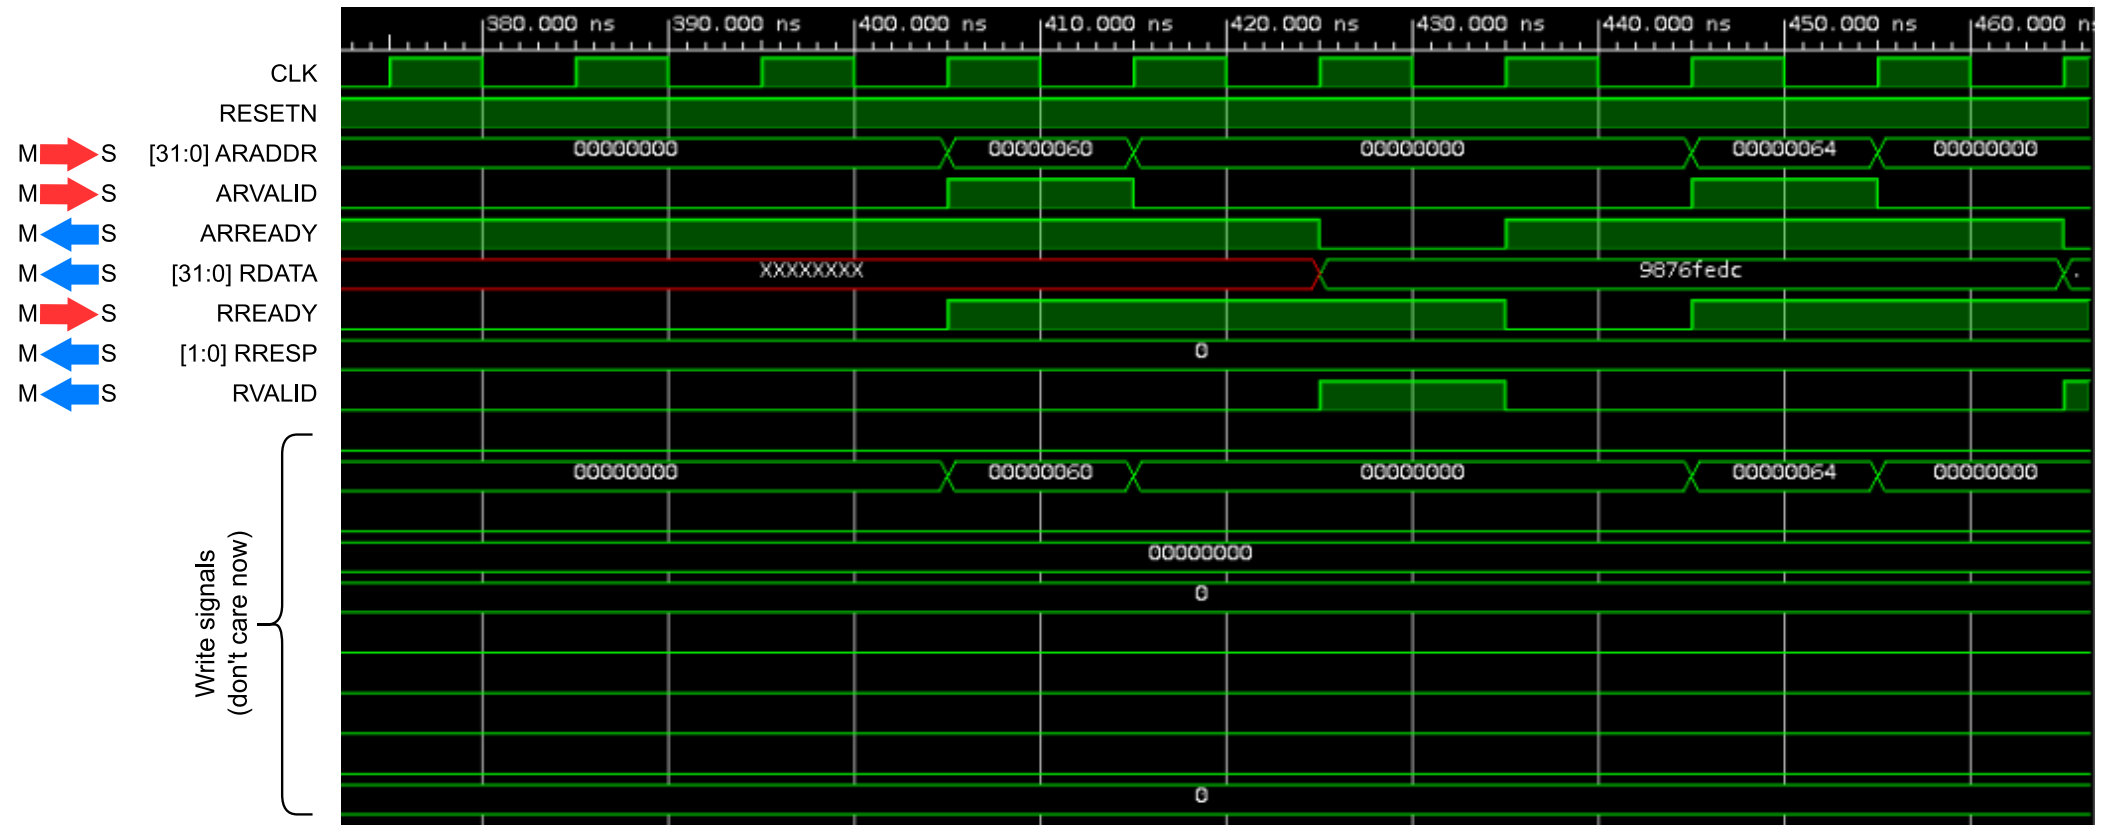 380.000 ns 390.000 ns 400.000 ns 410.000 ns 420.000 ns 430.000 ns 440.000 ns 450.000 ns 460.000 n
CLK
RESETN
M S [31:0] ARADDR 00000000 00000060 00000000 00000064 00000000
M S ARVALID
M S ARREADY
M S [31:0] RDATA XXXXXXXX 9876fedc .
M S RREADY
M S [1:0] RRESP 0
M S RVALID
Write signals
(don't care now)
00000000 00000060 00000000 00000064 00000000
00000000
0
0